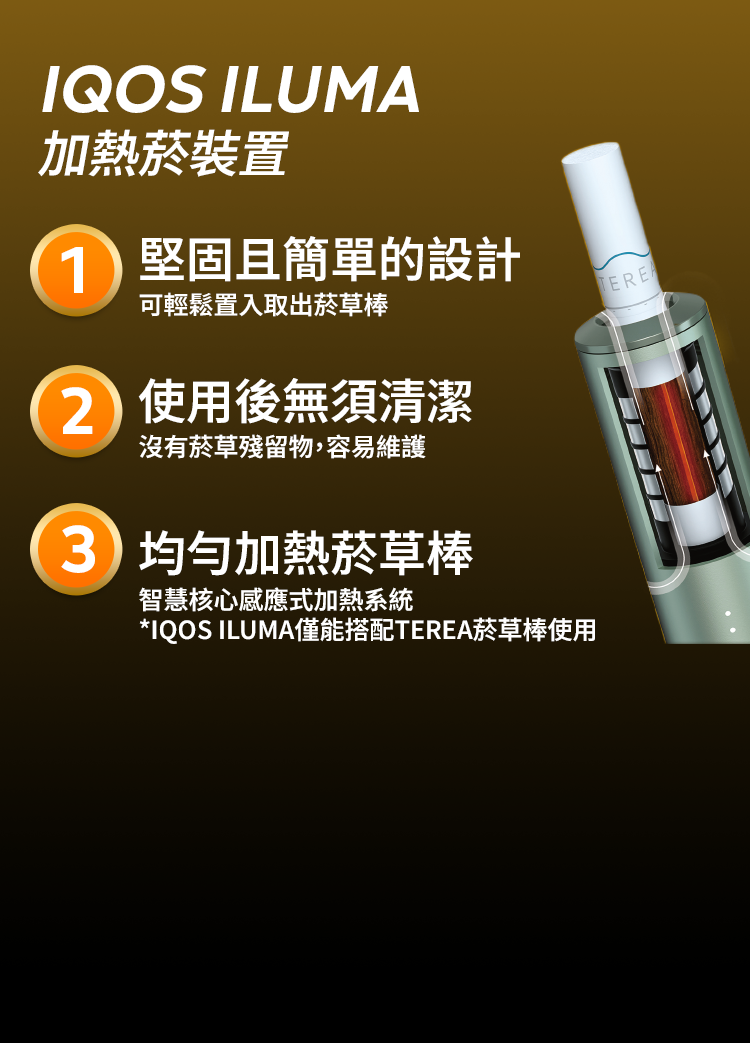 IQOS ILUMA
加熱菸裝置
1
堅固且簡單的設計
可輕鬆置入取出菸草棒
2
使用後無須清潔
沒有菸草殘留物，容易維護
3
均勻加熱菸草棒
智慧核心感應式加熱系統
*IQOS ILUMA僅能搭配TEREA菸草棒使用
TEREA